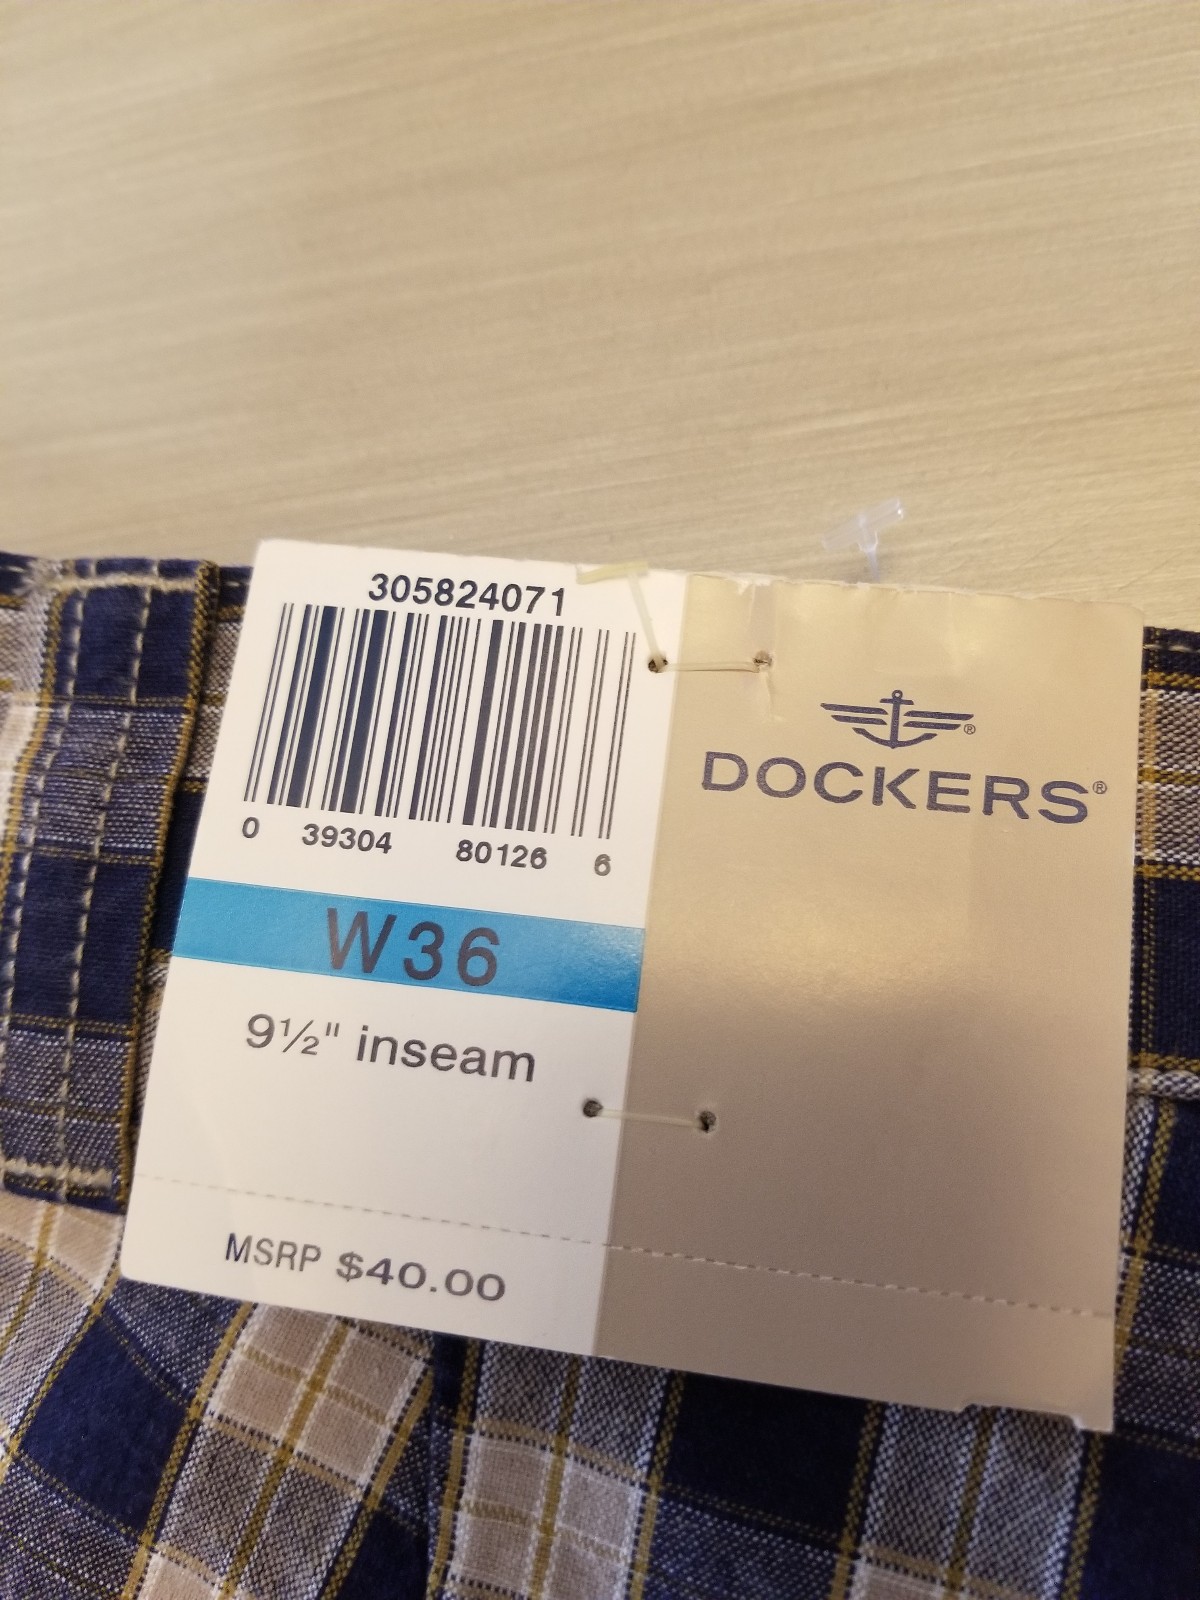 305824071
0 39304 80126 6
W36
9½" inseam
MSRP $40.00
®
DOCKERS®